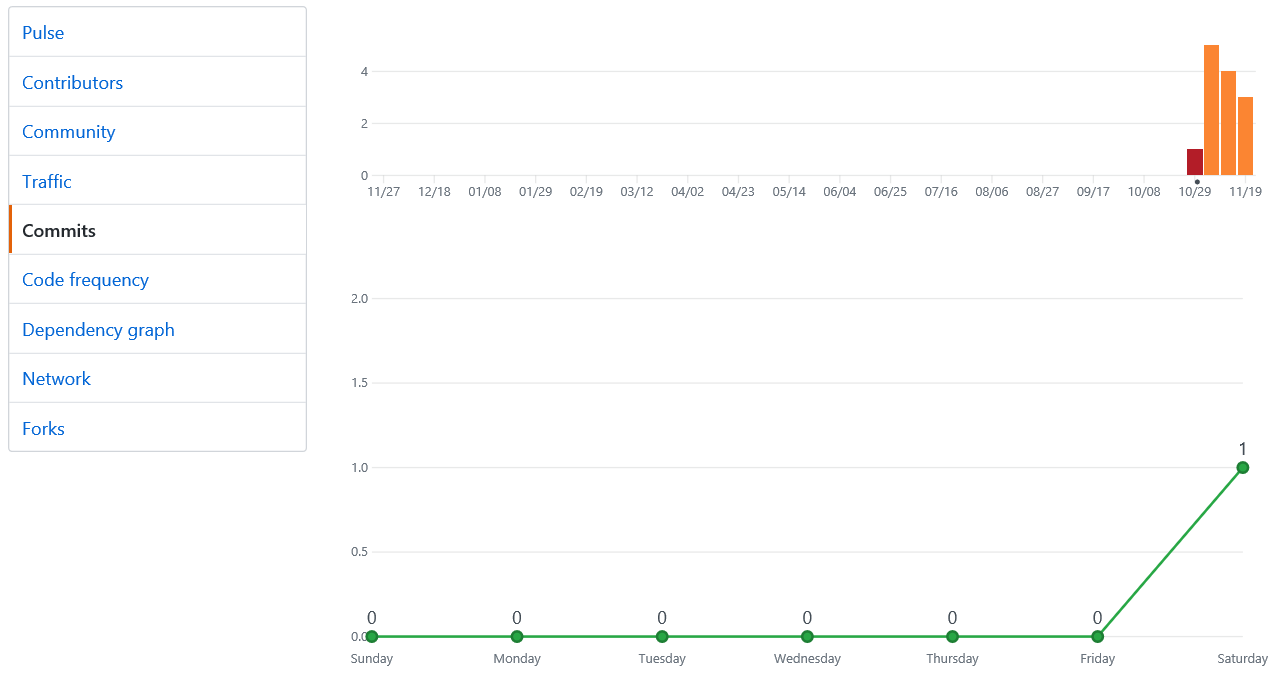 Pulse
Contributors
Community
Traffic
Commits
Code frequency
Dependency graph
Network
Forks
4
2
0
11/27 12/18 01/08 01/29 02/19 03/12 04/02 04/23 05/14 06/04 06/25 07/16 08/06 08/27 09/17 10/08 10/29 11/19
2.0
1.5
1
1.0
0.5
0 0 0 0 0 0
0.0
Sunday Monday Tuesday Wednesday Thursday Friday Saturday